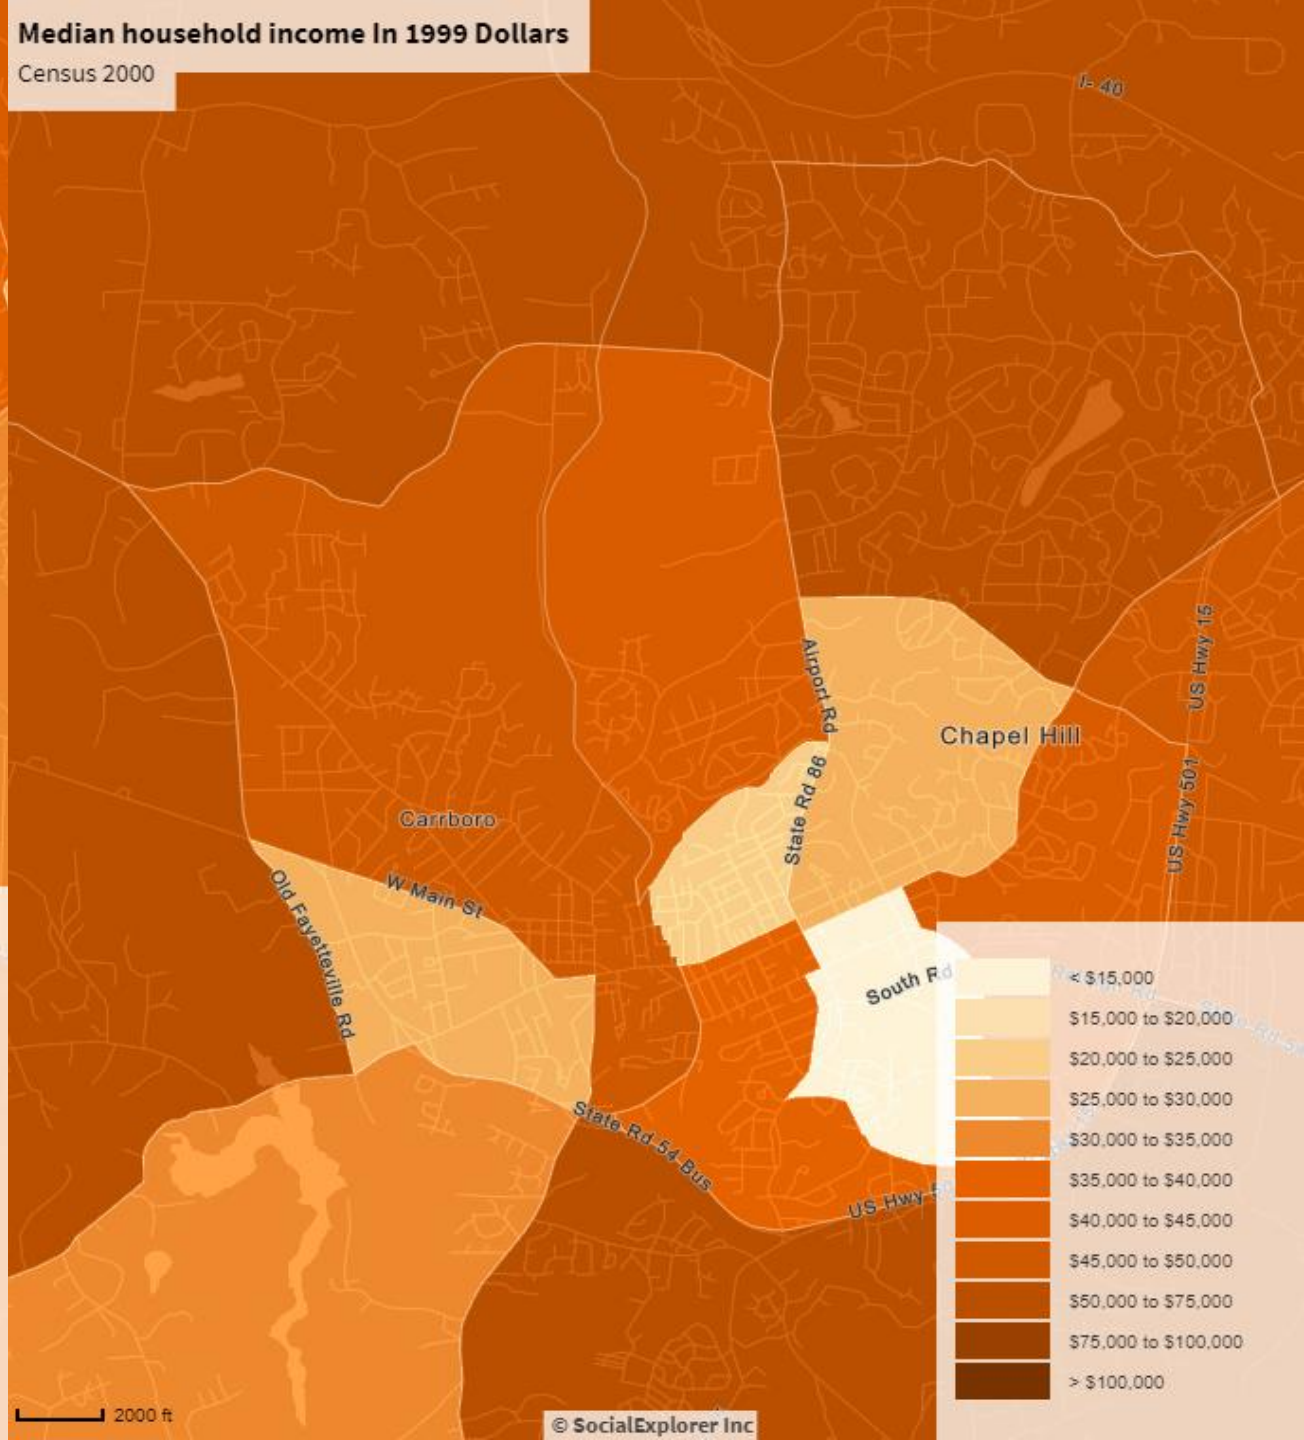 Median household income In 1999 Dollars
Census 2000
I- 40
US Hwy 15
Airport Rd
Chapel Hill
State Rd 86
US Hwy 501
Carrboro
W Main St
Old Fayetteville Rd
South Rd
State Rd 54 Bus
US Hwy 50
< $15,000
$15,000 to $20,000
$20,000 to $25,000
$25,000 to $30,000
$30,000 to $35,000
$35,000 to $40,000
$40,000 to $45,000
$45,000 to $50,000
$50,000 to $75,000
$75,000 to $100,000
> $100,000
2000 ft
© SocialExplorer Inc